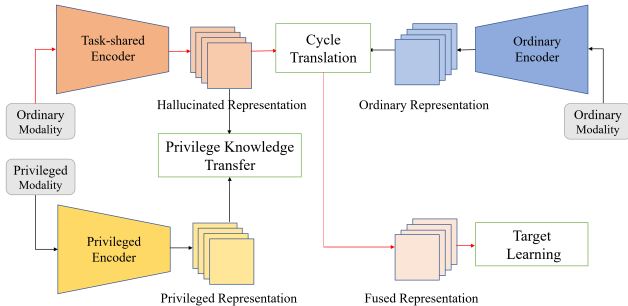 Task-shared
Encoder
Cycle
Translation
Ordinary
Encoder
Hallucinated Representation
Ordinary Representation
Ordinary
Modality
Ordinary
Modality
Privilege Knowledge
Transfer
Privileged
Modality
Privileged
Encoder
Target
Learning
Privileged Representation
Fused Representation